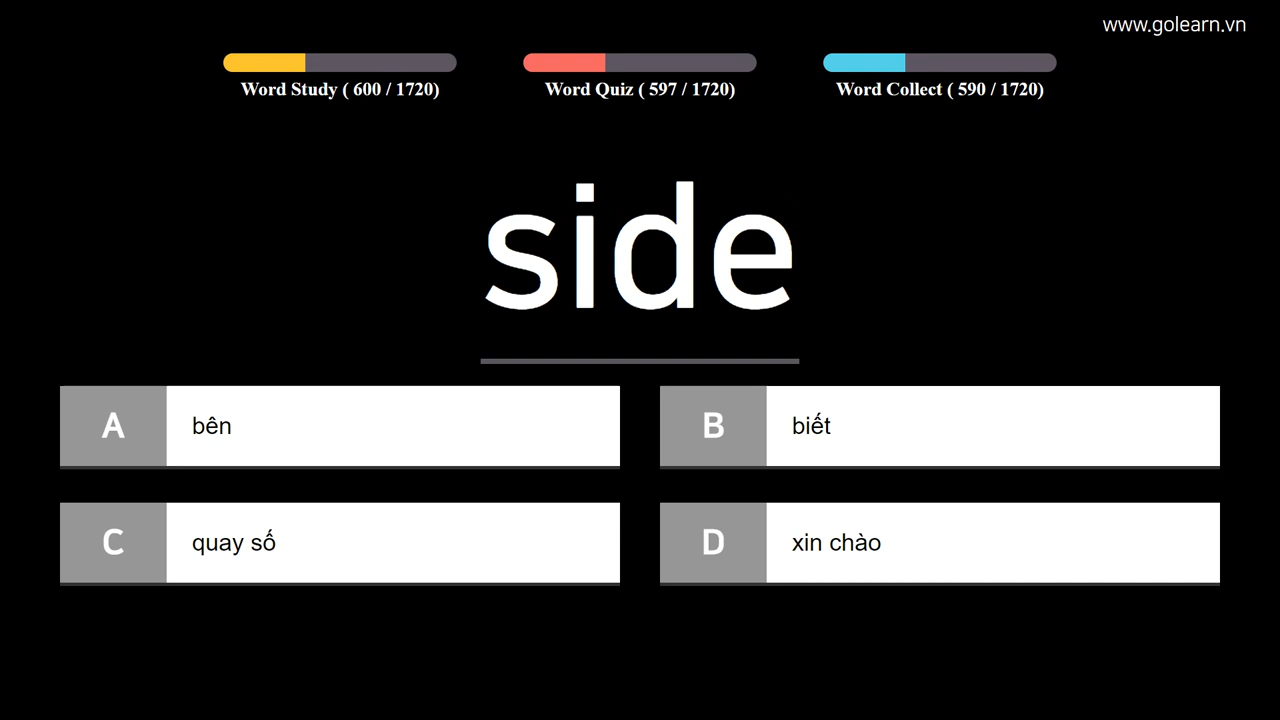 www.golearn.vn
Word Study ( 600 / 1720)
Word Quiz ( 597 / 1720)
Word Collect ( 590 / 1720)
side
A bên
B biết
C quay số
D xin chào